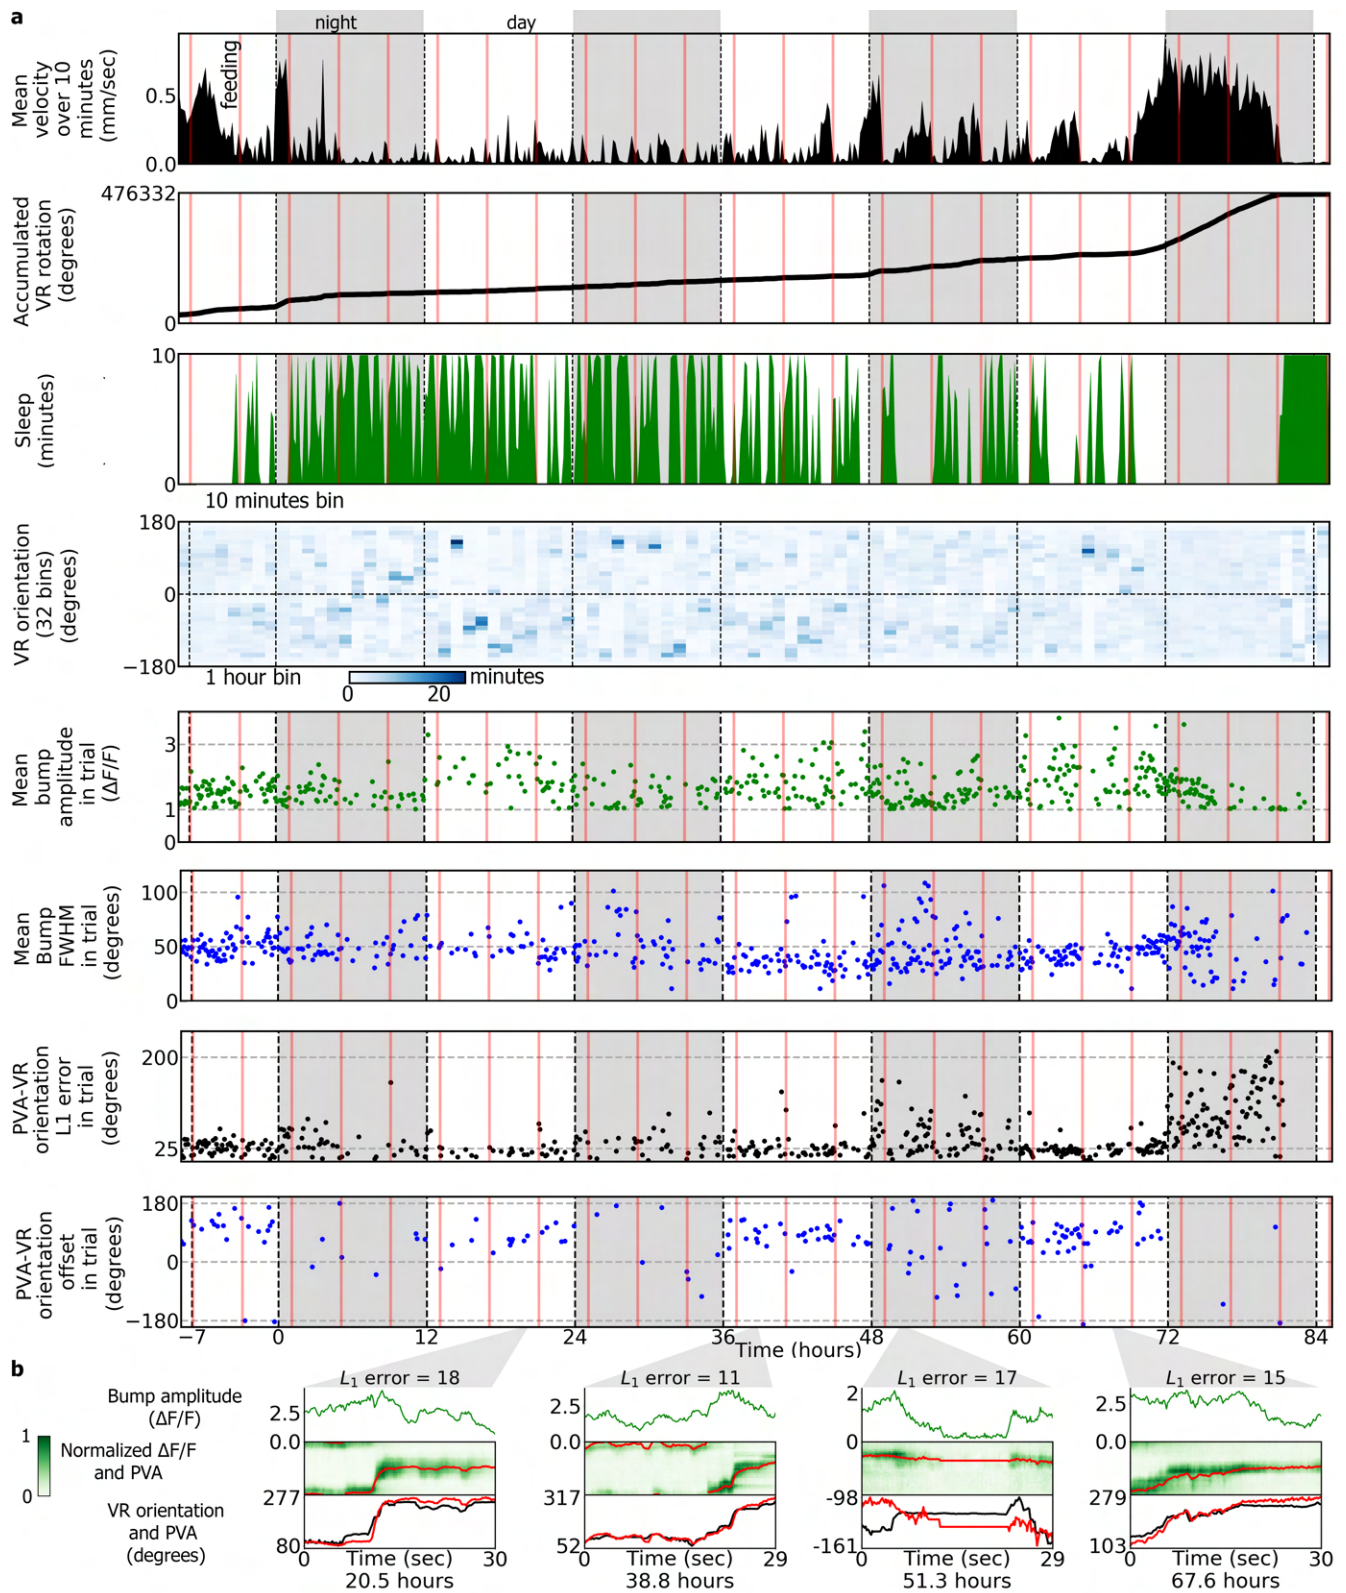 a
night
day
Mean
velocity
over 10
minutes
(mm/sec)
0.5
0.0
feeding
Accumulated
VR rotation
(degrees)
476332
0
Sleep
(minutes)
10
0
10 minutes bin
VR orientation
(32 bins)
(degrees)
180
0
−180
1 hour bin
minutes
0 20
Mean
bump
amplitude
in trial
(ΔF/F)
3
1
0
Mean
Bump
FWHM
in trial
(degrees)
100
50
0
PVA-VR
orientation
L1 error
in trial
(degrees)
200
25
PVA-VR
orientation
offset
in trial
(degrees)
180
0
−180
−7 0 12 24 36 48 60 72 84
Time (hours)
b
L1 error = 18
L1 error = 11
L1 error = 17
L1 error = 15
Bump amplitude
(ΔF/F)
1
0
Normalized ΔF/F
and PVA
VR orientation
and PVA
(degrees)
2.5
0.0
277
80
0 Time (sec) 30
20.5 hours
2.5
0.0
317
52
0 Time (sec) 29
38.8 hours
2
0
-98
-161
0 Time (sec) 29
51.3 hours
2.5
0.0
279
103
0 Time (sec) 30
67.6 hours